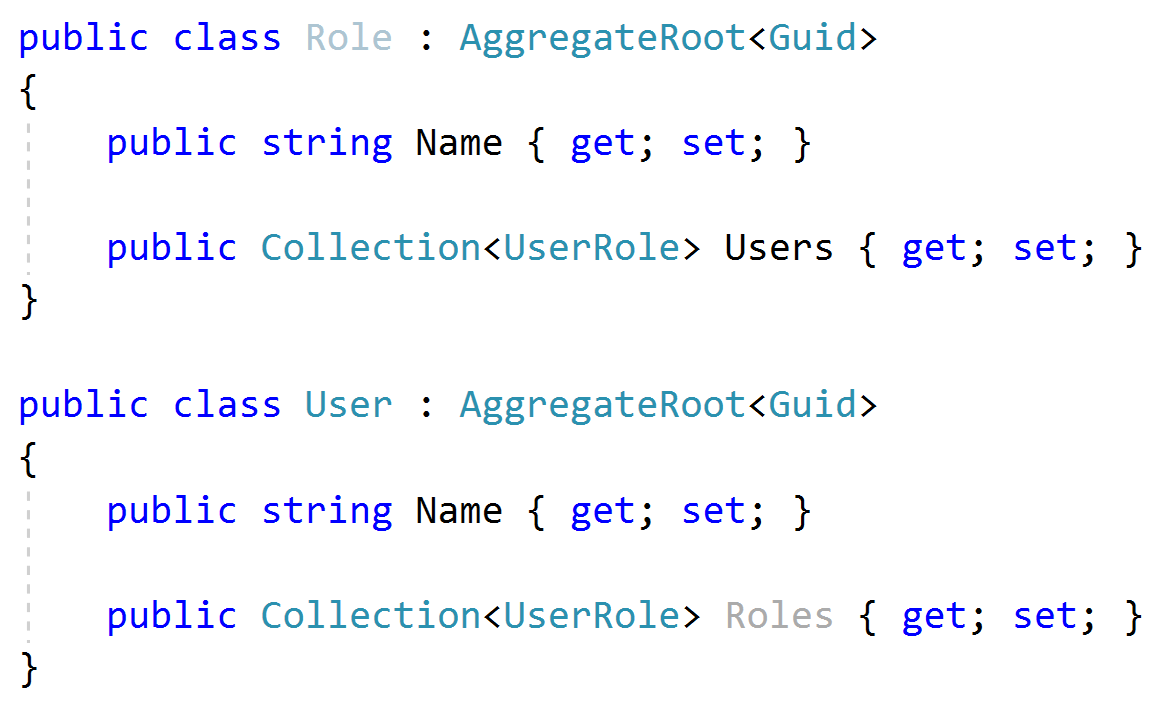 public class Role : AggregateRoot<Guid>
{
    public string Name { get; set; }
    public Collection<UserRole> Users { get; set; }
}
public class User : AggregateRoot<Guid>
{
    public string Name { get; set; }
    public Collection<UserRole> Roles { get; set; }
}